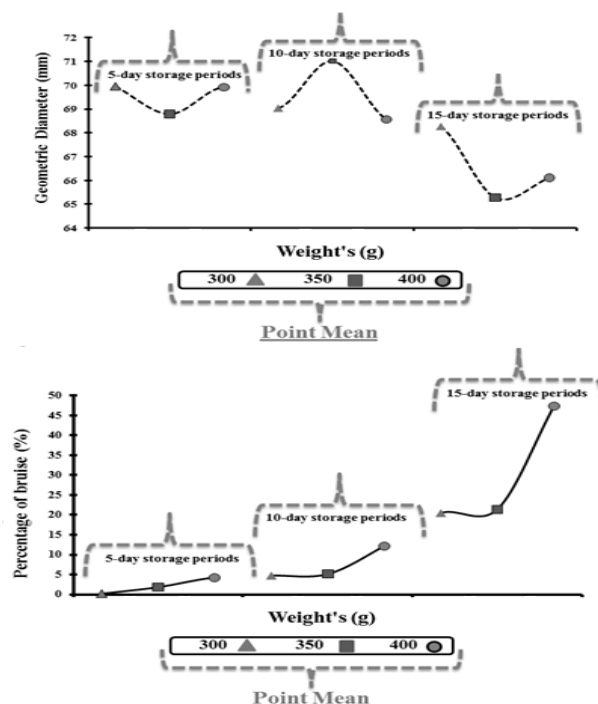 Geometric Diameter (mm)
72
71
70
69
68
67
66
65
64
5-day storage periods
10-day storage periods
15-day storage periods
Weight's (g)
300 350 400
Point Mean
Percentage of bruise (%)
50
45
40
35
30
25
20
15
10
5
0
5-day storage periods
10-day storage periods
15-day storage periods
Weight's (g)
300 350 400
Point Mean